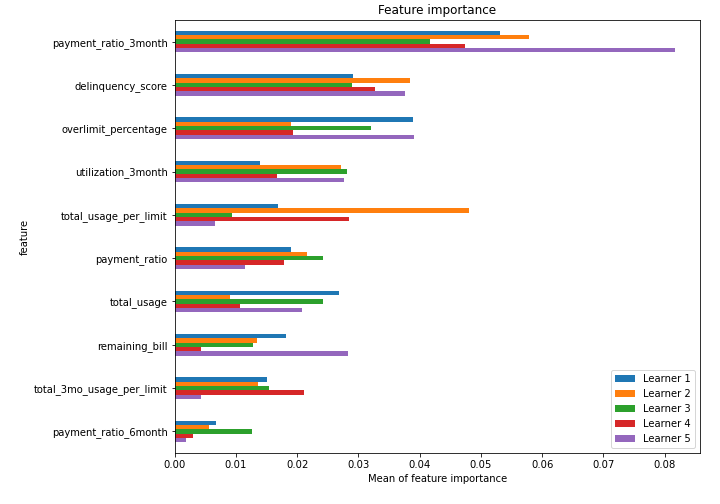 Feature importance
feature
payment_ratio_3month
delinquency_score
overlimit_percentage
utilization_3month
total_usage_per_limit
payment_ratio
total_usage
remaining_bill
total_3mo_usage_per_limit
payment_ratio_6month
Learner 1
Learner 2
Learner 3
Learner 4
Learner 5
0.00 0.01 0.02 0.03 0.04 0.05 0.06 0.07 0.08
Mean of feature importance